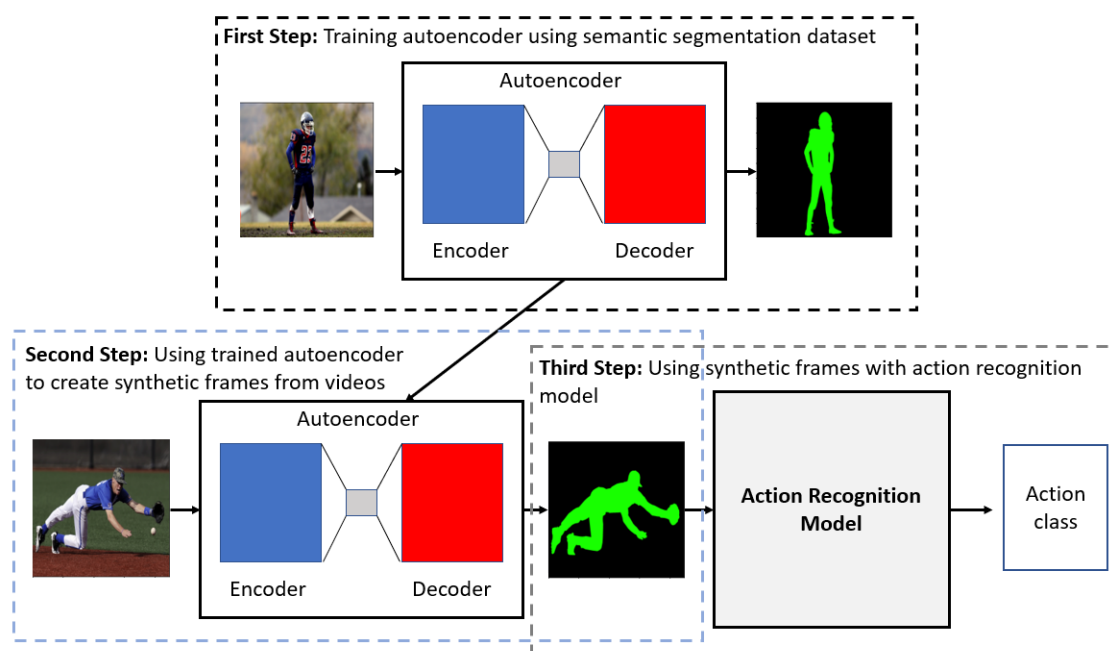 First Step: Training autoencoder using semantic segmentation dataset
Autoencoder
Encoder
Decoder
Second Step: Using trained autoencoder
to create synthetic frames from videos
Autoencoder
Encoder
Decoder
Third Step: Using synthetic frames with action recognition
model
Action Recognition
Model
Action
class